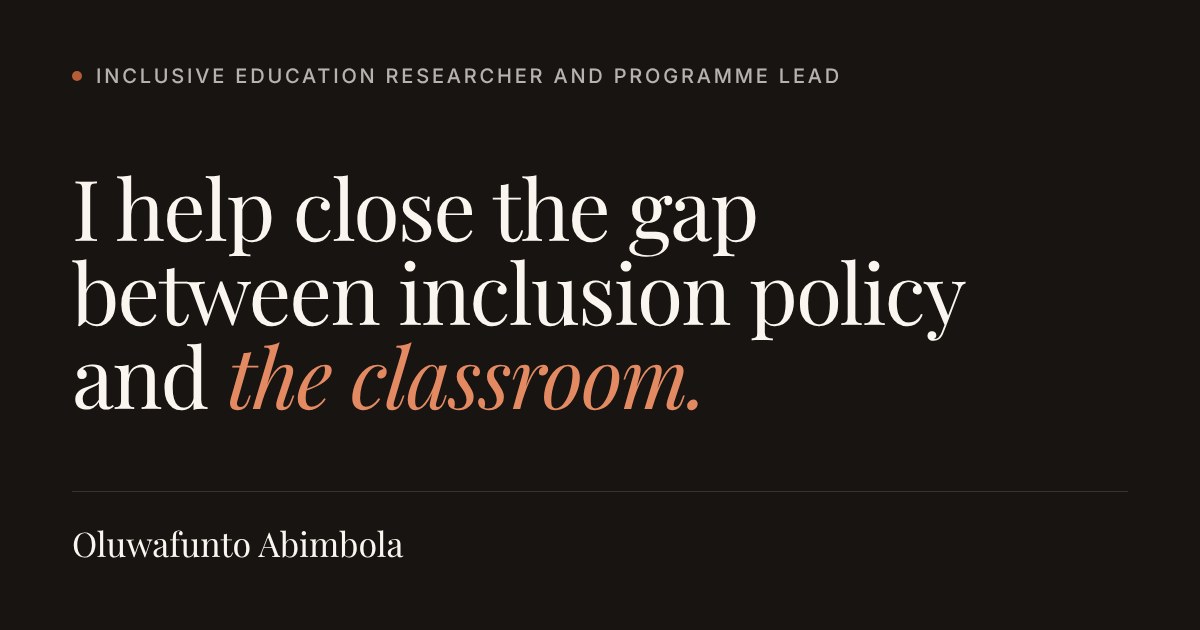 INCLUSIVE EDUCATION RESEARCHER AND PROGRAMME LEAD
I help close the gap
between inclusion policy
and the classroom.
Oluwafunto Abimbola